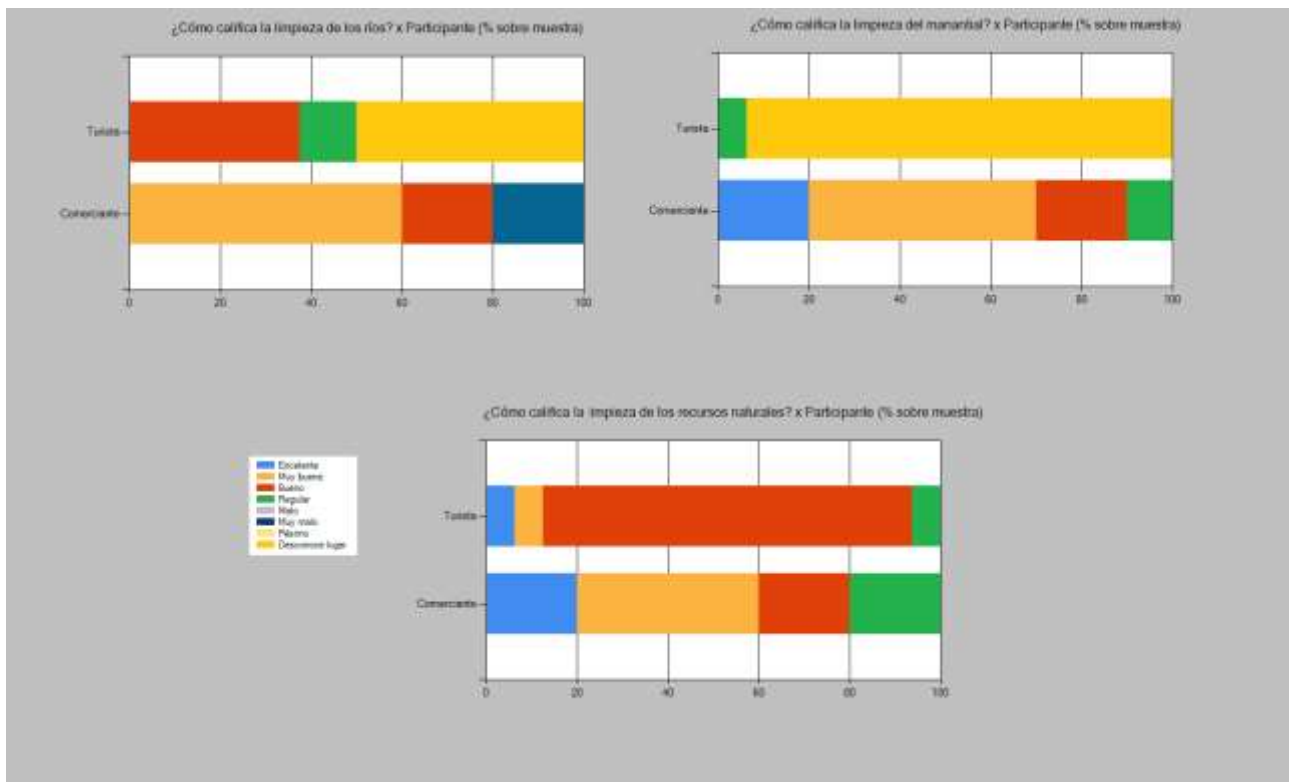 ¿Cómo califica la limpieza de los ríos? x Participante (% sobre muestra)
Turista
Comerciante
0 20 40 60 80 100
¿Cómo califica la limpieza del manantial? x Participante (% sobre muestra)
Turista
Comerciante
0 20 40 60 80 100
¿Cómo califica la limpieza de los recursos naturales? x Participante (% sobre muestra)
Excelente
Muy bueno
Bueno
Regular
Malo
Muy malo
Pésimo
Desconoce lugar
Turista
Comerciante
0 20 40 60 80 100